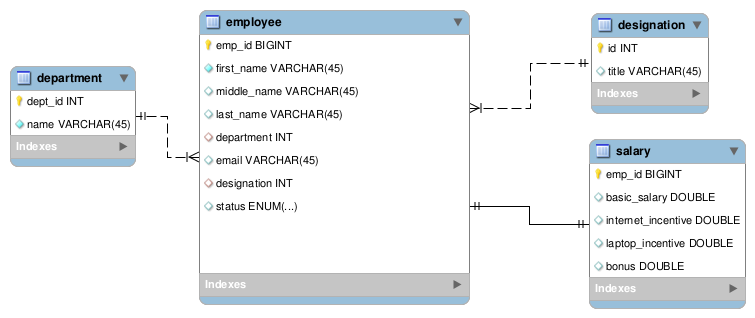 department
dept_id INT
name VARCHAR(45)
Indexes
employee
emp_id BIGINT
first_name VARCHAR(45)
middle_name VARCHAR(45)
last_name VARCHAR(45)
department INT
email VARCHAR(45)
designation INT
status ENUM(...)
Indexes
designation
id INT
title VARCHAR(45)
Indexes
salary
emp_id BIGINT
basic_salary DOUBLE
internet_incentive DOUBLE
laptop_incentive DOUBLE
bonus DOUBLE
Indexes